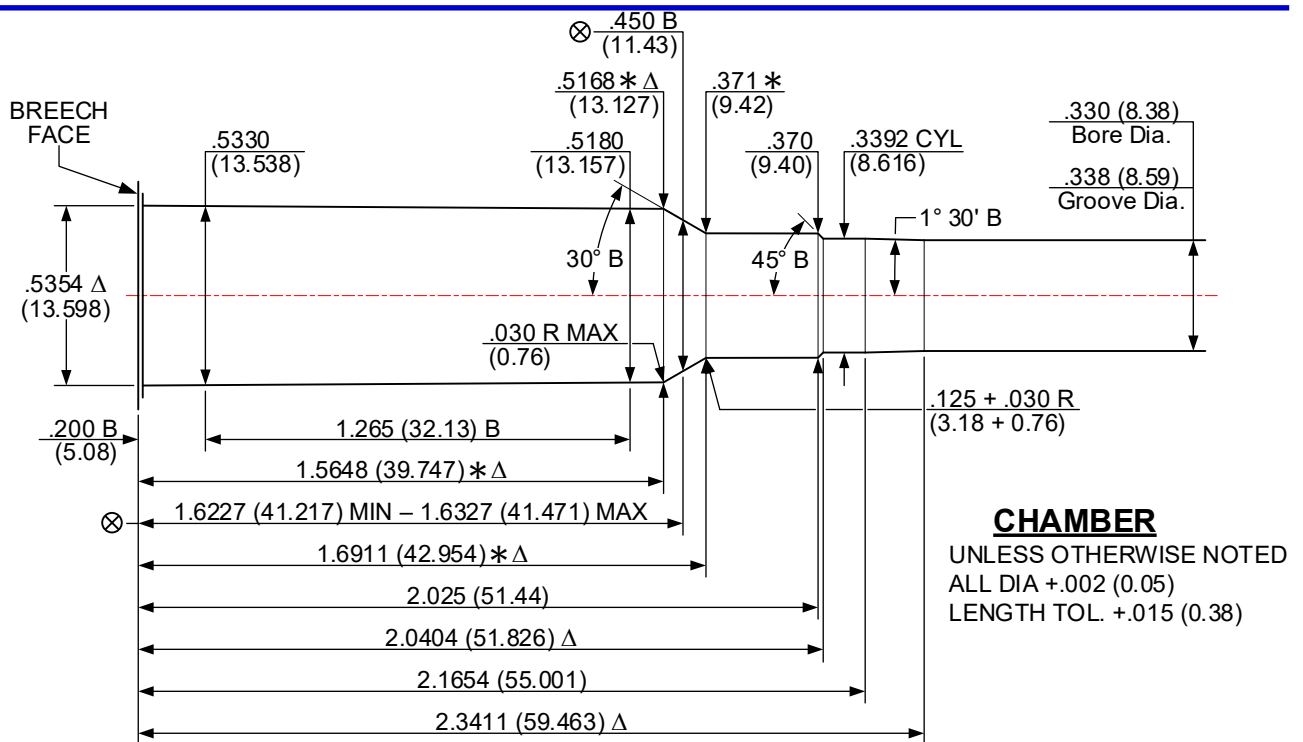 ⊗ .450 B
(11.43)
.5168 ∗ Δ
(13.127)
.371 ∗
(9.42)
BREECH
FACE
.5330
(13.538)
.5180
(13.157)
.370
(9.40)
.3392 CYL
(8.616)
.330 (8.38)
Bore Dia.
.338 (8.59)
Groove Dia.
1° 30' B
30° B
45° B
.5354 Δ
(13.598)
.030 R MAX
(0.76)
.125 + .030 R
(3.18 + 0.76)
.200 B
(5.08)
1.265 (32.13) B
1.5648 (39.747) ∗ Δ
⊗ 1.6227 (41.217) MIN – 1.6327 (41.471) MAX
1.6911 (42.954) ∗ Δ
2.025 (51.44)
2.0404 (51.826) Δ
2.1654 (55.001)
2.3411 (59.463) Δ
CHAMBER
UNLESS OTHERWISE NOTED
ALL DIA +.002 (0.05)
LENGTH TOL. +.015 (0.38)